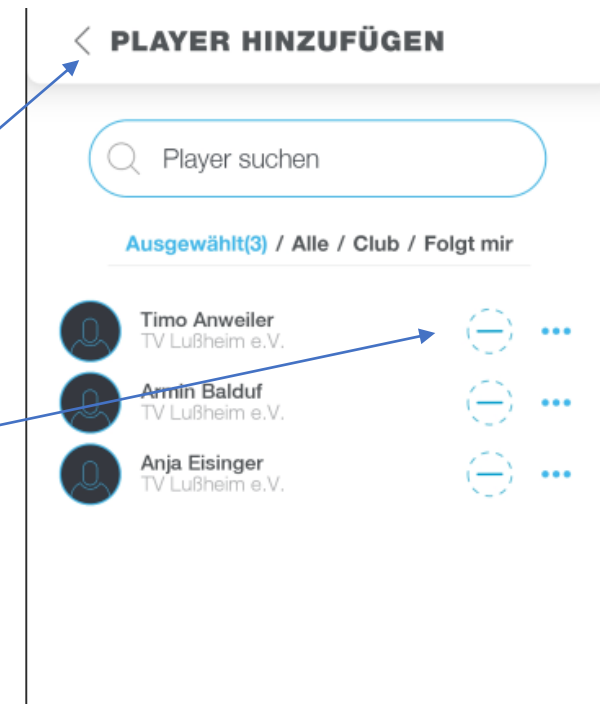 PLAYER HINZUFÜGEN
Player suchen
Ausgewählt(3) / Alle / Club / Folgt mir
Timo Anweiler
TV Lußheim e.V.
Armin Balduf
TV Lußheim e.V.
Anja Eisinger
TV Lußheim e.V.